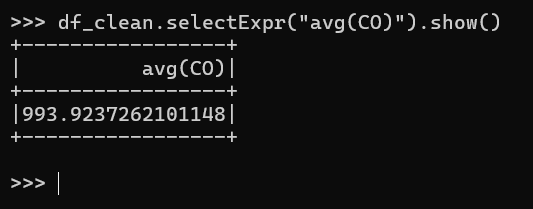 >>> df_clean.selectExpr("avg(CO)").show()
+-----------------+
|          avg(CO)|
+-----------------+
|993.9237262101148|
+-----------------+
>>>